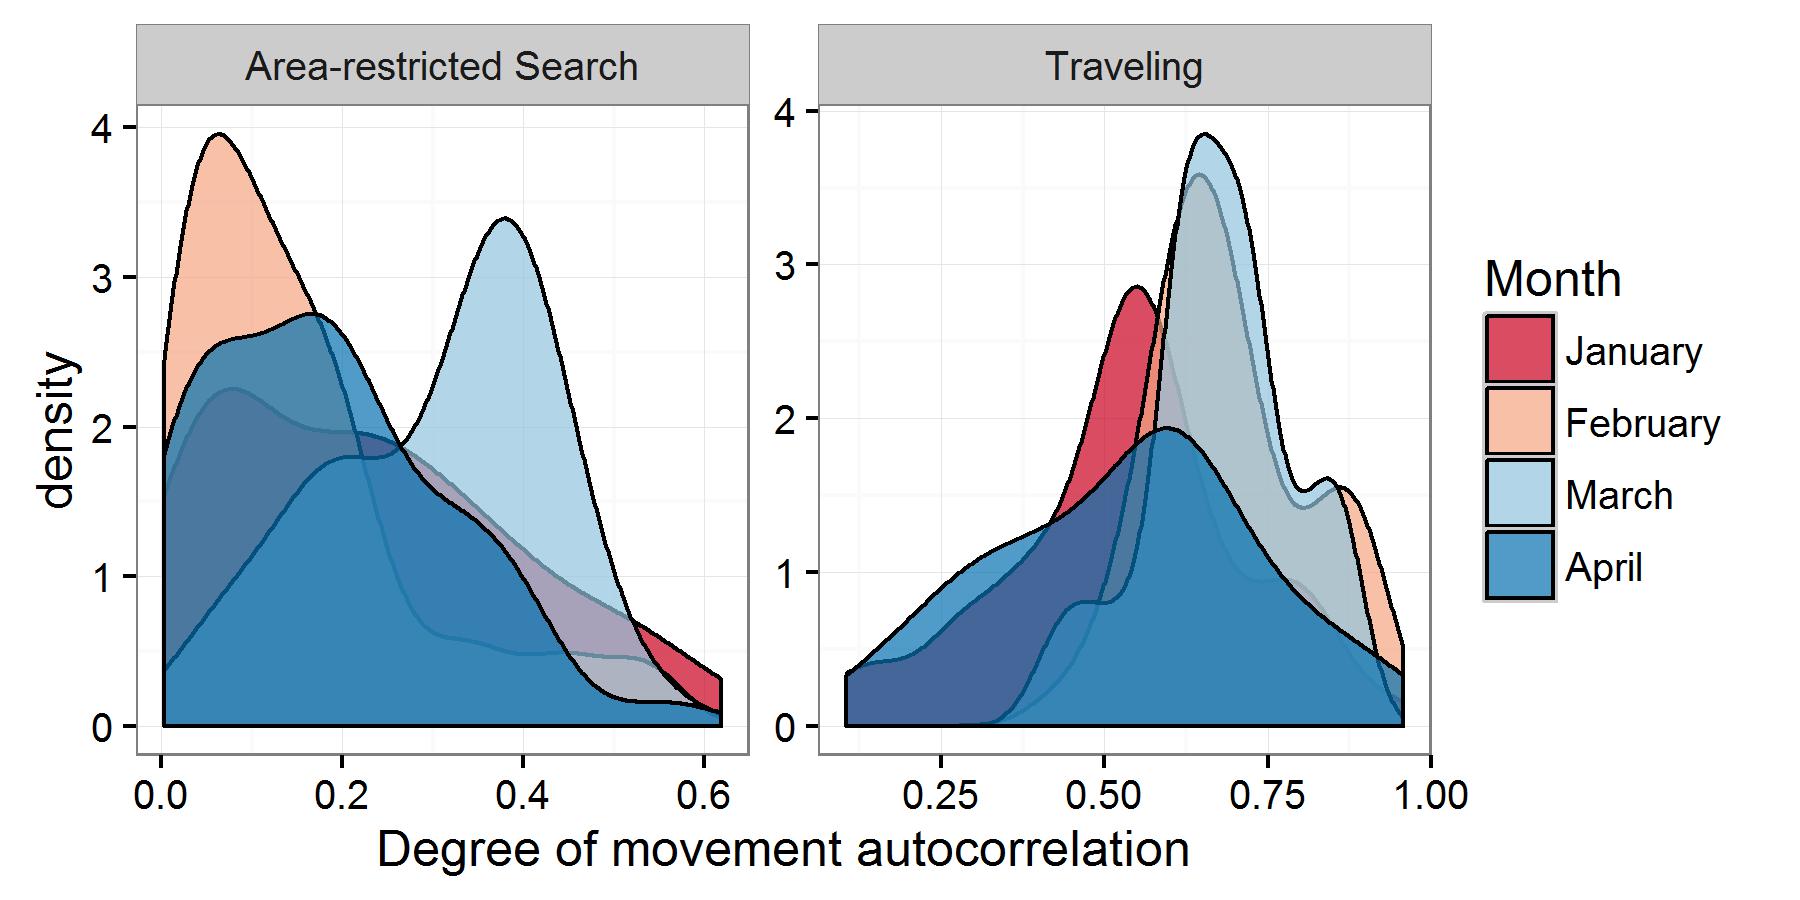 Area-restricted Search
Traveling
density
4
3
2
1
0
0.0 0.2 0.4 0.6
4
3
2
1
0
0.25 0.50 0.75 1.00
Degree of movement autocorrelation
Month
January
February
March
April